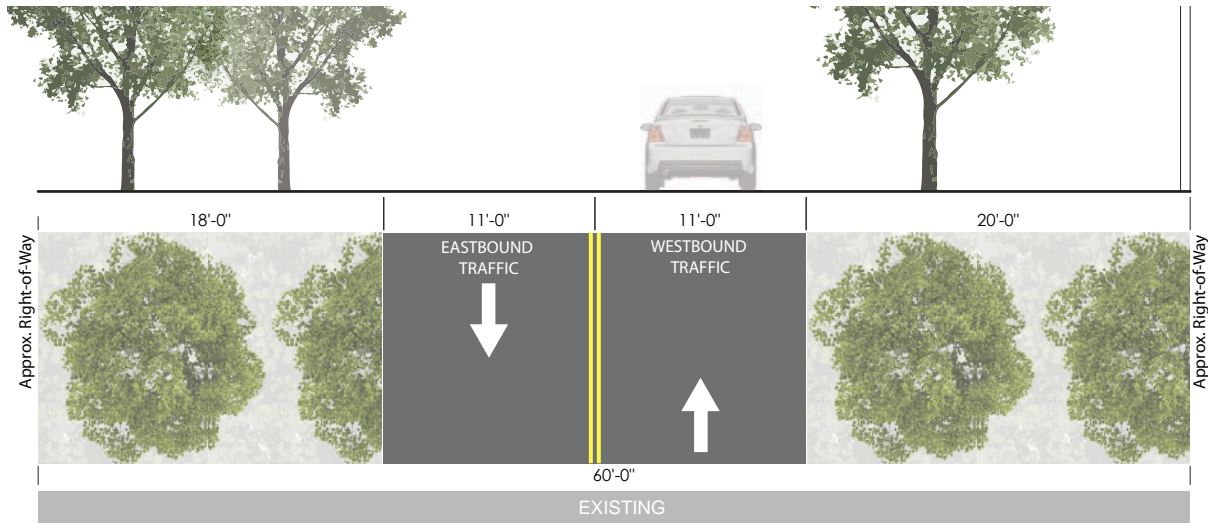 18'-0"
11'-0"
11'-0"
20'-0"
Approx. Right-of-Way
EASTBOUND
TRAFFIC
WESTBOUND
TRAFFIC
Approx. Right-of-Way
60'-0"
EXISTING